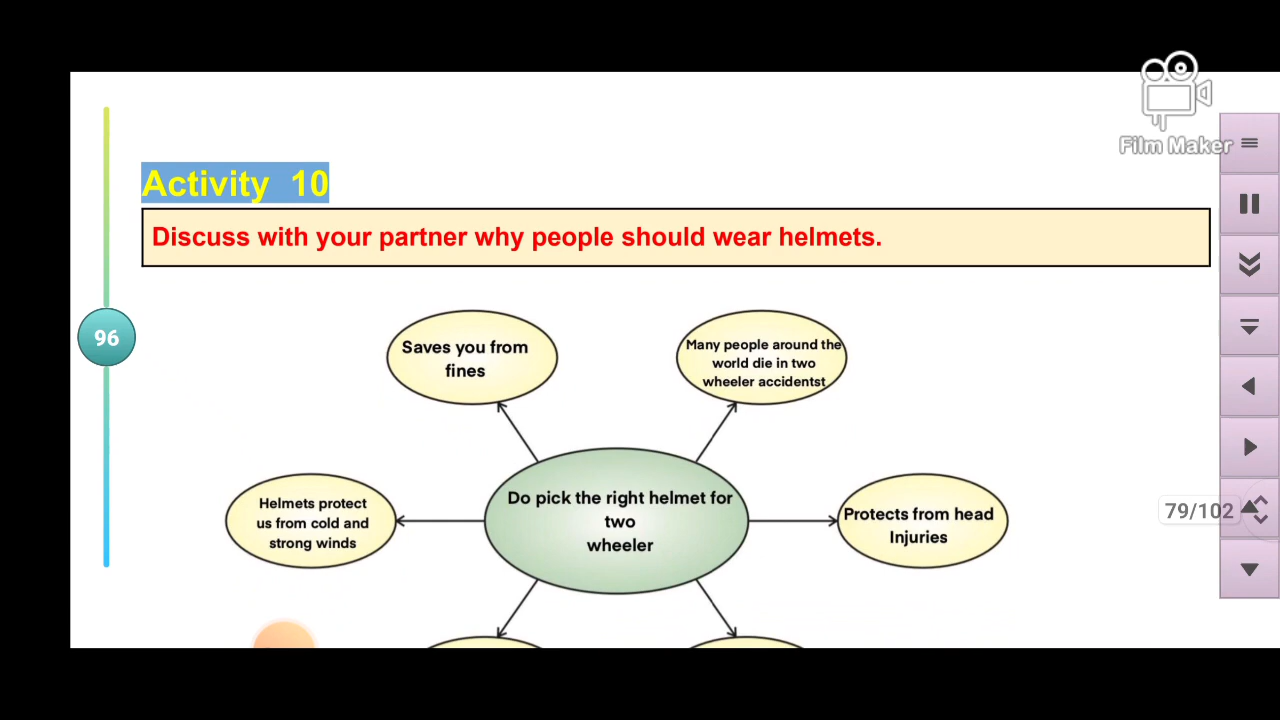 Film Maker
Activity 10
Discuss with your partner why people should wear helmets.
96
Saves you from
fines
Many people around the
world die in two
wheeler accidentst
Helmets protect
us from cold and
strong winds
Do pick the right helmet for
two
wheeler
Protects from head
Injuries
79/102